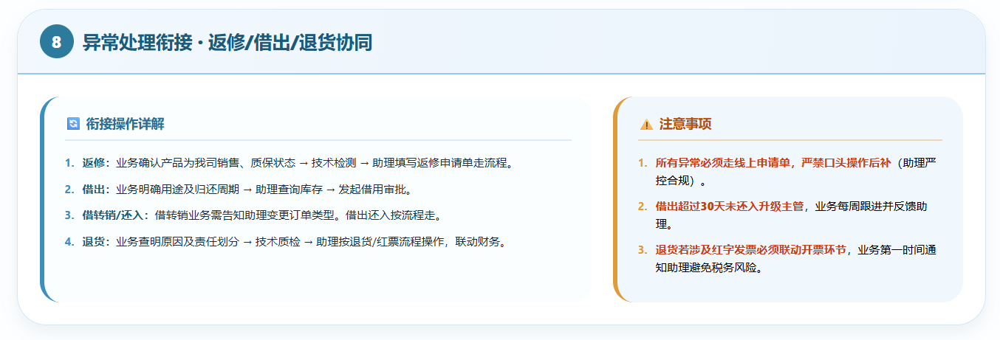 8 异常处理衔接 · 返修/借出/退货协同
衔接操作详解
1. 返修：业务确认产品为我司销售、质保状态 → 技术检测 → 助理填写返修申请单走流程。
2. 借出：业务明确用途及归还周期 → 助理查询库存 → 发起借用审批。
3. 借转销/还入：借转销业务需告知助理变更订单类型。借出还入按流程走。
4. 退货：业务查明原因及责任划分 → 技术质检 → 助理按退货/红票流程操作，联动财务。
注意事项
1. 所有异常必须走线上申请单，严禁口头操作后补（助理严
控合规）。
2. 借出超过30天未还入升级主管，业务每周跟进并反馈助
理。
3. 退货若涉及红字发票必须联动开票环节，业务第一时间通
知助理避免税务风险。